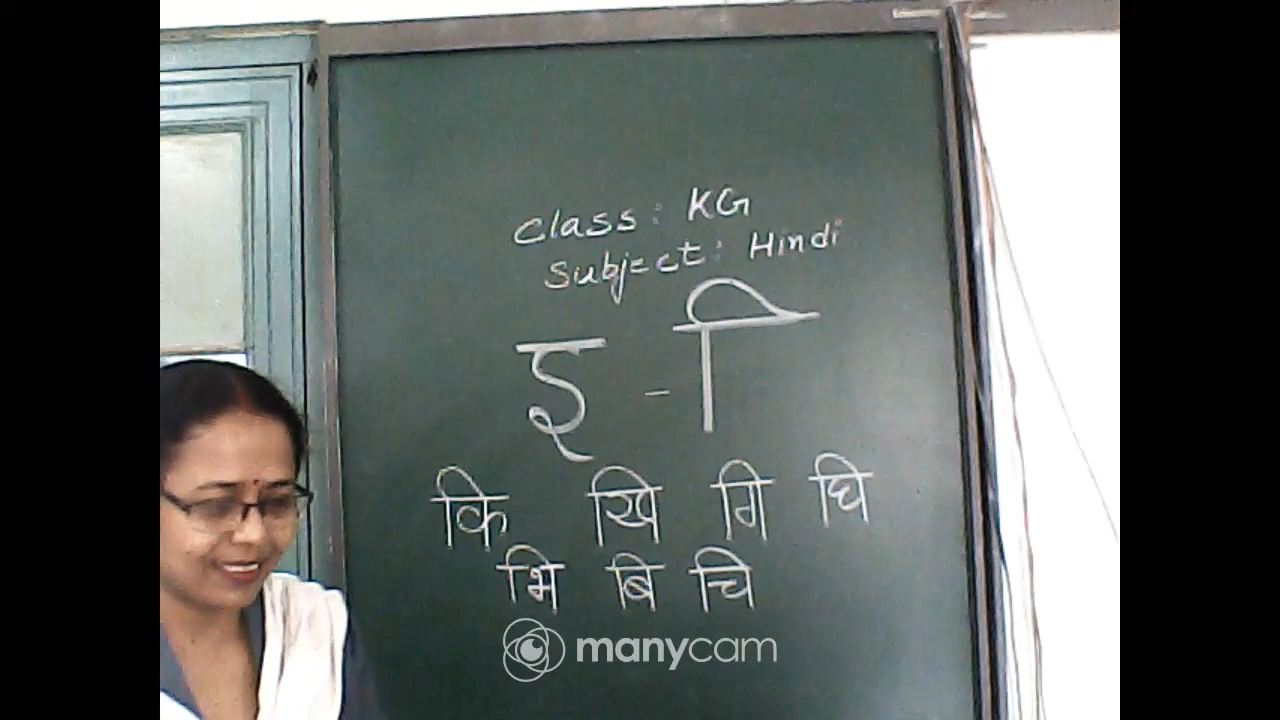 Class: KG
Subject: Hindi
इ - ि
कि खि गि घि
भि बि चि
manycam